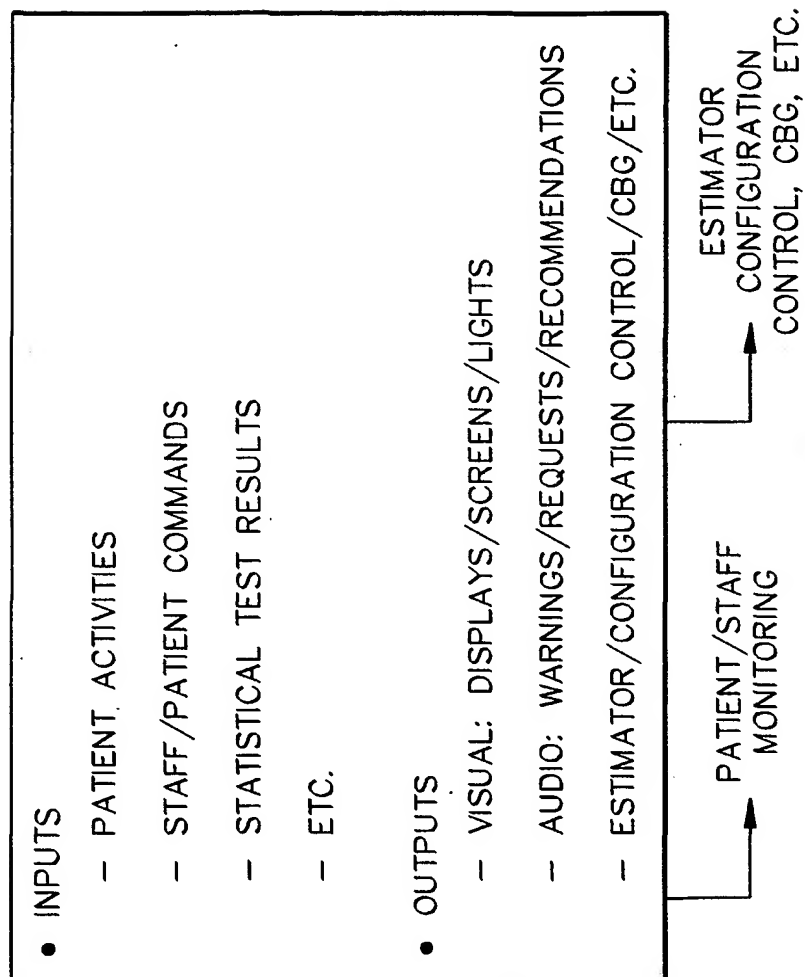 • INPUTS
– PATIENT ACTIVITIES
– STAFF/PATIENT COMMANDS
– STATISTICAL TEST RESULTS
– ETC.
• OUTPUTS
– VISUAL: DISPLAYS/SCREENS/LIGHTS
– AUDIO: WARNINGS/REQUESTS/RECOMMENDATIONS
– ESTIMATOR/CONFIGURATION CONTROL/CBG/ETC.
PATIENT/STAFF
MONITORING
ESTIMATOR
CONFIGURATION
CONTROL, CBG, ETC.